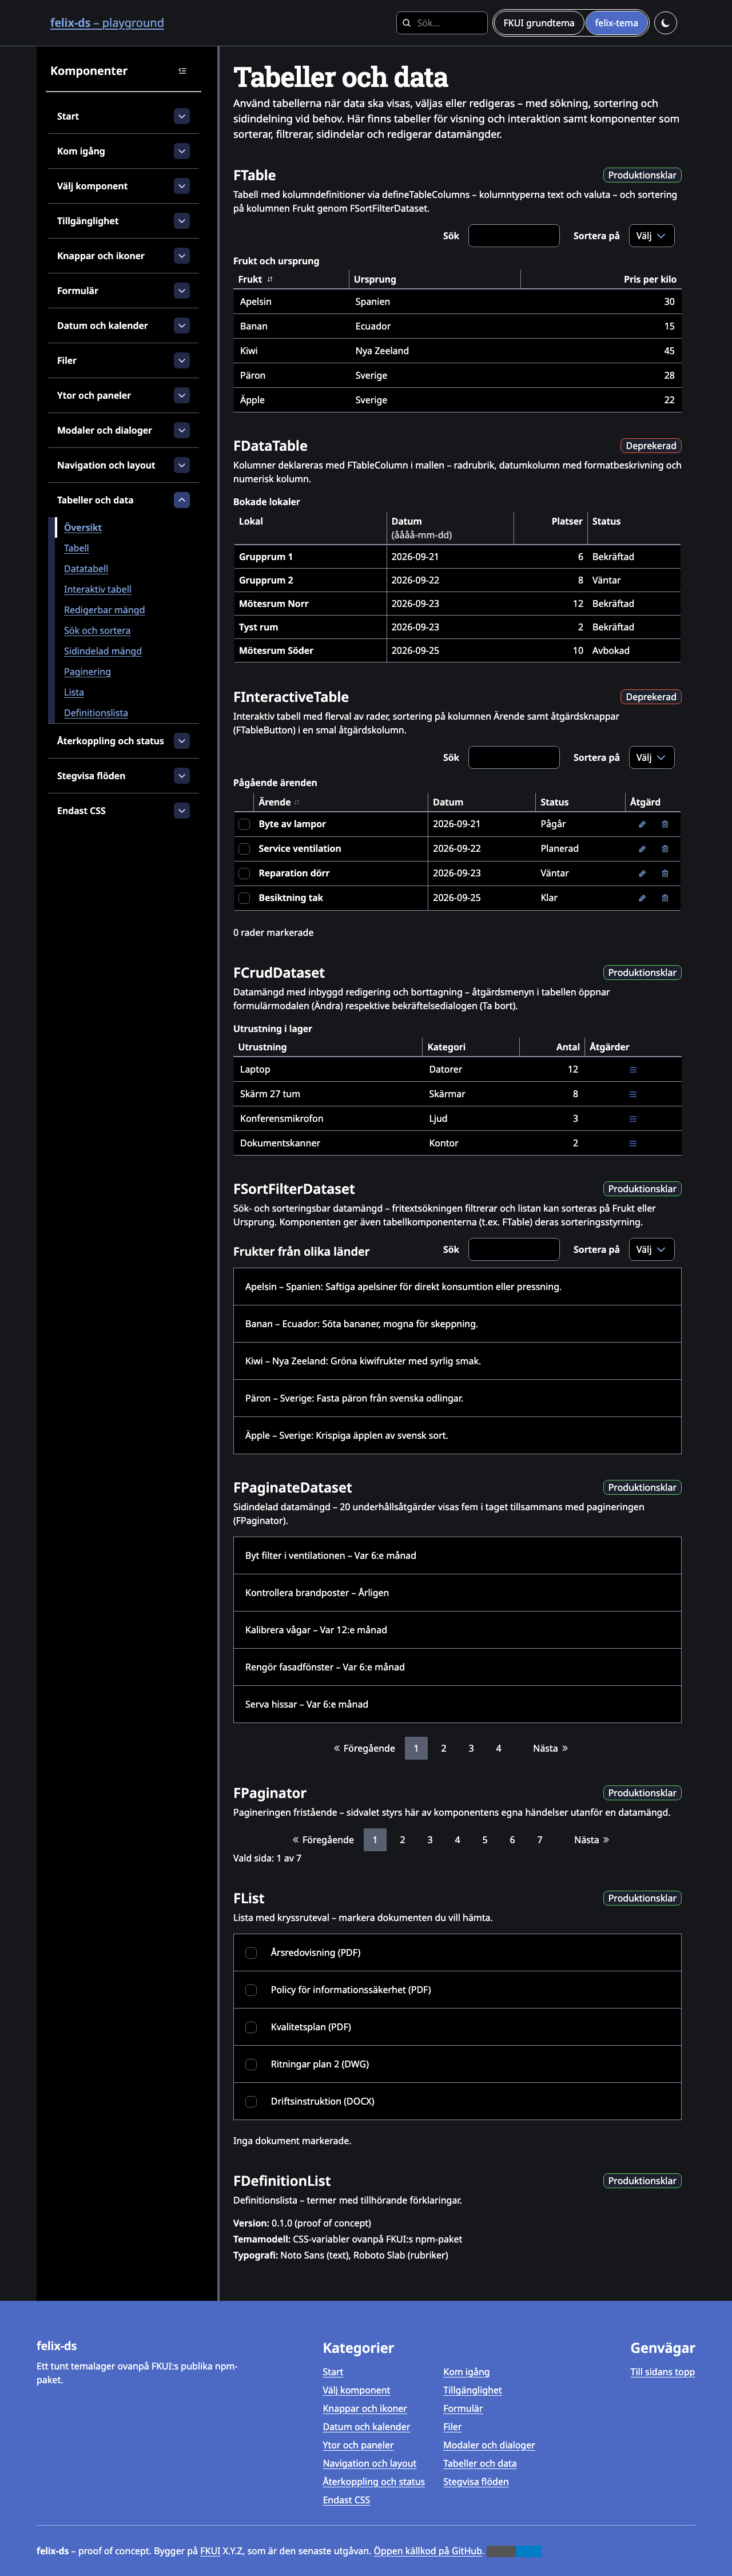 felix-ds – playground
Sök...
FKUI grundtema
felix-tema
Komponenter
Start
Kom igång
Välj komponent
Tillgänglighet
Knappar och ikoner
Formulär
Datum och kalender
Filer
Ytor och paneler
Modaler och dialoger
Navigation och layout
Tabeller och data
Översikt
Tabell
Datatabell
Interaktiv tabell
Redigerbar mängd
Sök och sortera
Sidindelad mängd
Paginering
Lista
Definitionslista
Återkoppling och status
Stegvisa flöden
Endast CSS
Tabeller och data
Använd tabellerna när data ska visas, väljas eller redigeras – med sökning, sortering och
sidindelning vid behov. Här finns tabeller för visning och interaktion samt komponenter som
sorterar, filtrerar, sidindelar och redigerar datamängder.
FTable
Produktionsklar
Tabell med kolumndefinitioner via defineTableColumns – kolumntyperna text och valuta – och sortering
på kolumnen Frukt genom FSortFilterDataset.
Sök
Sortera på
Välj
Frukt och ursprung
Frukt Ursprung Pris per kilo
Apelsin Spanien 30
Banan Ecuador 15
Kiwi Nya Zeeland 45
Päron Sverige 28
Äpple Sverige 22
FDataTable
Deprekerad
Kolumner deklareras med FTableColumn i mallen – radrubrik, datumkolumn med formatbeskrivning och
numerisk kolumn.
Bokade lokaler
Lokal Datum Platser Status
(åååå-mm-dd)
Grupprum 1 2026-09-21 6 Bekräftad
Grupprum 2 2026-09-22 8 Väntar
Mötesrum Norr 2026-09-23 12 Bekräftad
Tyst rum 2026-09-23 2 Bekräftad
Mötesrum Söder 2026-09-25 10 Avbokad
FInteractiveTable
Deprekerad
Interaktiv tabell med flerval av rader, sortering på kolumnen Ärende samt åtgärdsknappar
(FTableButton) i en smal åtgärdskolumn.
Sök
Sortera på
Välj
Pågående ärenden
Ärende Datum Status Åtgärd
Byte av lampor 2026-09-21 Pågår
Service ventilation 2026-09-22 Planerad
Reparation dörr 2026-09-23 Väntar
Besiktning tak 2026-09-25 Klar
0 rader markerade
FCrudDataset
Produktionsklar
Datamängd med inbyggd redigering och borttagning – åtgärdsmenyn i tabellen öppnar
formulärmodalen (Ändra) respektive bekräftelsedialogen (Ta bort).
Utrustning i lager
Utrustning Kategori Antal Åtgärder
Laptop Datorer 12
Skärm 27 tum Skärmar 8
Konferensmikrofon Ljud 3
Dokumentskanner Kontor 2
FSortFilterDataset
Produktionsklar
Sök- och sorteringsbar datamängd – fritextsökningen filtrerar och listan kan sorteras på Frukt eller
Ursprung. Komponenten ger även tabellkomponenterna (t.ex. FTable) deras sorteringsstyrning.
Frukter från olika länder
Sök
Sortera på
Välj
Apelsin – Spanien: Saftiga apelsiner för direkt konsumtion eller pressning.
Banan – Ecuador: Söta bananer, mogna för skeppning.
Kiwi – Nya Zeeland: Gröna kiwifrukter med syrlig smak.
Päron – Sverige: Fasta päron från svenska odlingar.
Äpple – Sverige: Krispiga äpplen av svensk sort.
FPaginateDataset
Produktionsklar
Sidindelad datamängd – 20 underhållsåtgärder visas fem i taget tillsammans med pagineringen
(FPaginator).
Byt filter i ventilationen – Var 6:e månad
Kontrollera brandposter – Årligen
Kalibrera vågar – Var 12:e månad
Rengör fasadfönster – Var 6:e månad
Serva hissar – Var 6:e månad
Föregående 1 2 3 4 Nästa
FPaginator
Produktionsklar
Pagineringen fristående – sidvalet styrs här av komponentens egna händelser utanför en datamängd.
Föregående 1 2 3 4 5 6 7 Nästa
Vald sida: 1 av 7
FList
Produktionsklar
Lista med kryssruteval – markera dokumenten du vill hämta.
Årsredovisning (PDF)
Policy för informationssäkerhet (PDF)
Kvalitetsplan (PDF)
Ritningar plan 2 (DWG)
Driftsinstruktion (DOCX)
Inga dokument markerade.
FDefinitionList
Produktionsklar
Definitionslista – termer med tillhörande förklaringar.
Version: 0.1.0 (proof of concept)
Temamodell: CSS-variabler ovanpå FKUI:s npm-paket
Typografi: Noto Sans (text), Roboto Slab (rubriker)
felix-ds
Ett tunt temalager ovanpå FKUI:s publika npm-
paket.
Kategorier
Start
Välj komponent
Knappar och ikoner
Datum och kalender
Ytor och paneler
Navigation och layout
Återkoppling och status
Endast CSS
Kom igång
Tillgänglighet
Formulär
Filer
Modaler och dialoger
Tabeller och data
Stegvisa flöden
Genvägar
Till sidans topp
felix-ds – proof of concept. Bygger på FKUI X.Y.Z, som är den senaste utgåvan. Öppen källkod på GitHub.